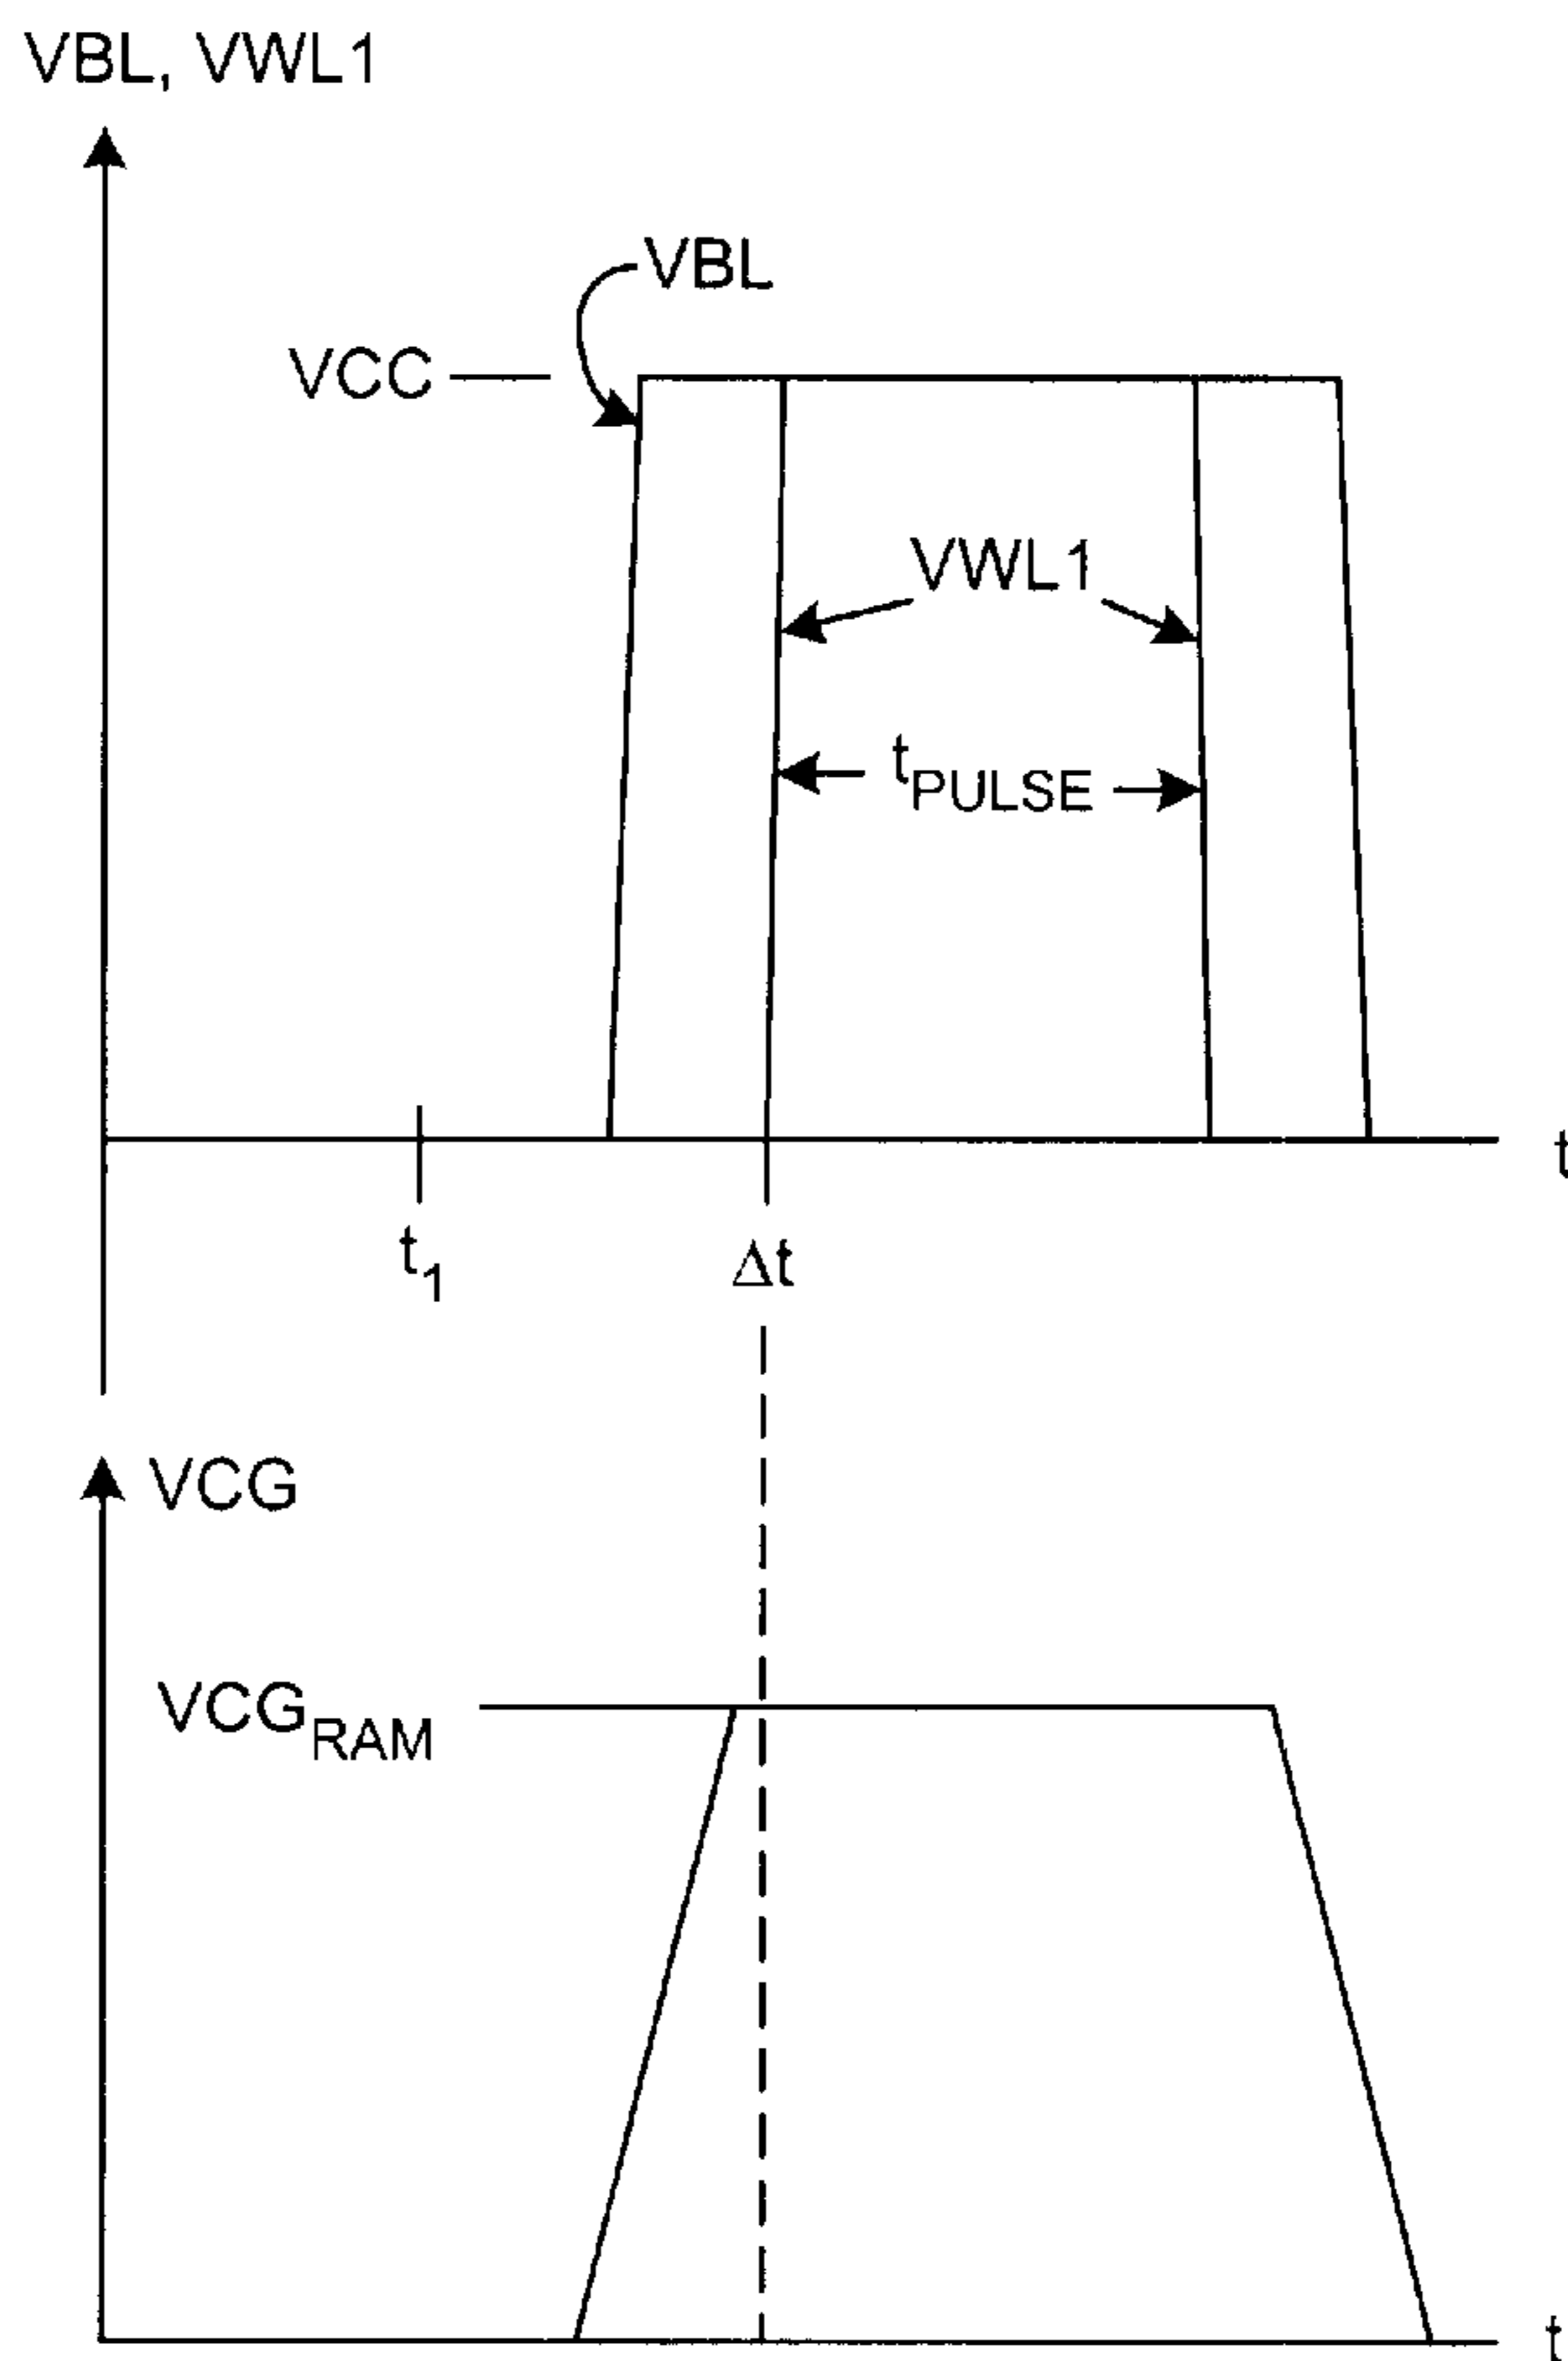 VBL, VWL1
VBL
VCC
VWL1
tPULSE
t
t1
Δt
VCG
VCGRAM
t